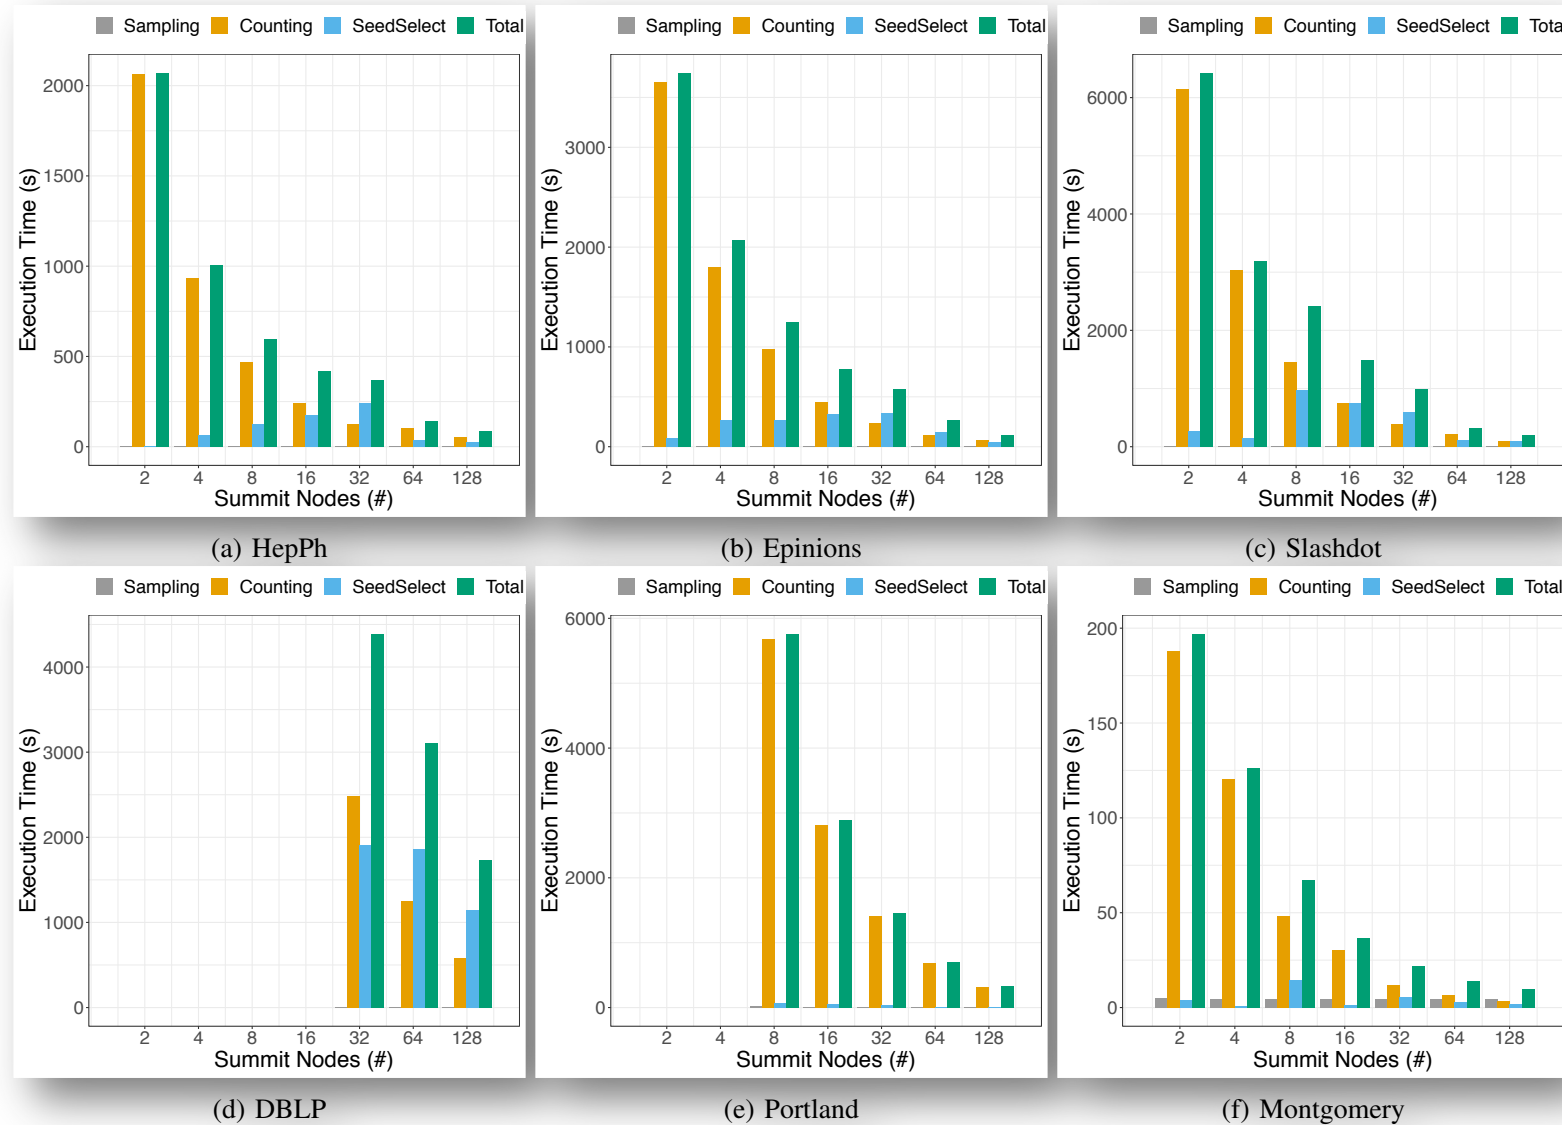 Sampling Counting SeedSelect Total
Execution Time (s)
2000
1500
1000
500
0
2 4 8 16 32 64 128
Summit Nodes (#)
(a) HepPh
Sampling Counting SeedSelect Total
Execution Time (s)
3000
2000
1000
0
2 4 8 16 32 64 128
Summit Nodes (#)
(b) Epinions
Sampling Counting SeedSelect Total
Execution Time (s)
6000
4000
2000
0
2 4 8 16 32 64 128
Summit Nodes (#)
(c) Slashdot
Sampling Counting SeedSelect Total
Execution Time (s)
4000
3000
2000
1000
0
2 4 8 16 32 64 128
Summit Nodes (#)
(d) DBLP
Sampling Counting SeedSelect Total
Execution Time (s)
6000
4000
2000
0
2 4 8 16 32 64 128
Summit Nodes (#)
(e) Portland
Sampling Counting SeedSelect Total
Execution Time (s)
200
150
100
50
0
2 4 8 16 32 64 128
Summit Nodes (#)
(f) Montgomery